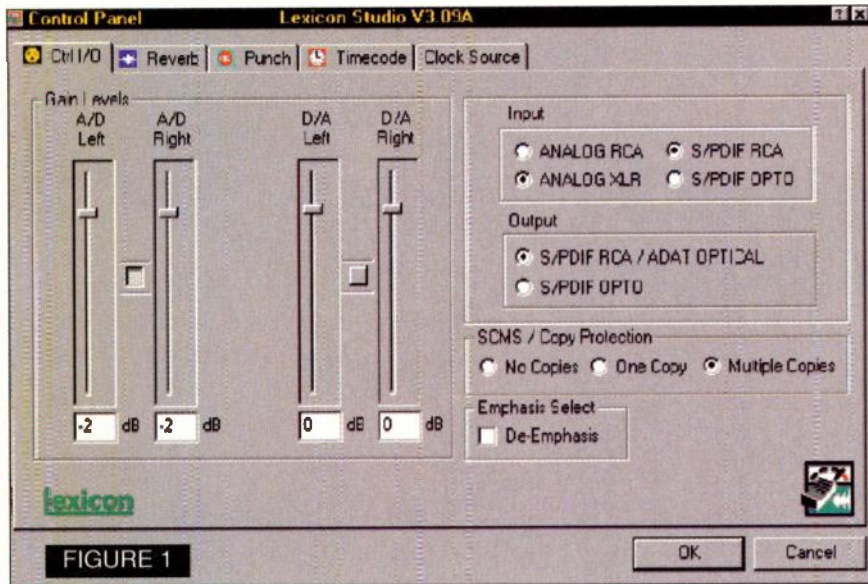 Control Panel Lexicon Studio V3.09A
Ctrl I/O Reverb Punch Timecode Clock Source
Gain Levels
A/D Left
A/D Right
D/A Left
D/A Right
-2 dB -2 dB 0 dB 0 dB
Input
ANALOG RCA S/PDIF RCA
ANALOG XLR S/PDIF OPTO
Output
S/PDIF RCA / ADAT OPTICAL
S/PDIF OPTO
SCMS / Copy Protection
No Copies One Copy Multiple Copies
Emphasis Select
De-Emphasis
lexicon
FIGURE 1
OK Cancel